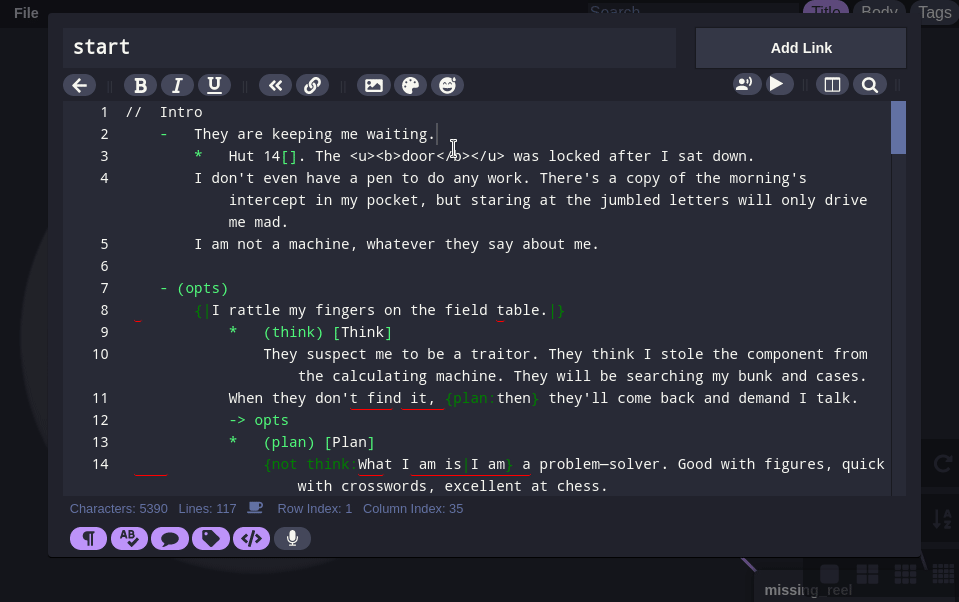 File
Search
Title Body Tags
start
Add Link
B I U
1 // Intro
2 - They are keeping me waiting.
3 * Hut 14[]. The <u><b>door</b></u> was locked after I sat down.
4 I don't even have a pen to do any work. There's a copy of the morning's
intercept in my pocket, but staring at the jumbled letters will only drive
me mad.
5 I am not a machine, whatever they say about me.
6
7 - (opts)
8 {|I rattle my fingers on the field table.|}
9 * (think) [Think]
10 They suspect me to be a traitor. They think I stole the component from
the calculating machine. They will be searching my bunk and cases.
11 When they don't find it, {plan:then} they'll come back and demand I talk.
12 -> opts
13 * (plan) [Plan]
14 {not think:What I am is|I am} a problem—solver. Good with figures, quick
with crosswords, excellent at chess.
Characters: 5390 Lines: 117 Row Index: 1 Column Index: 35
missing_reel